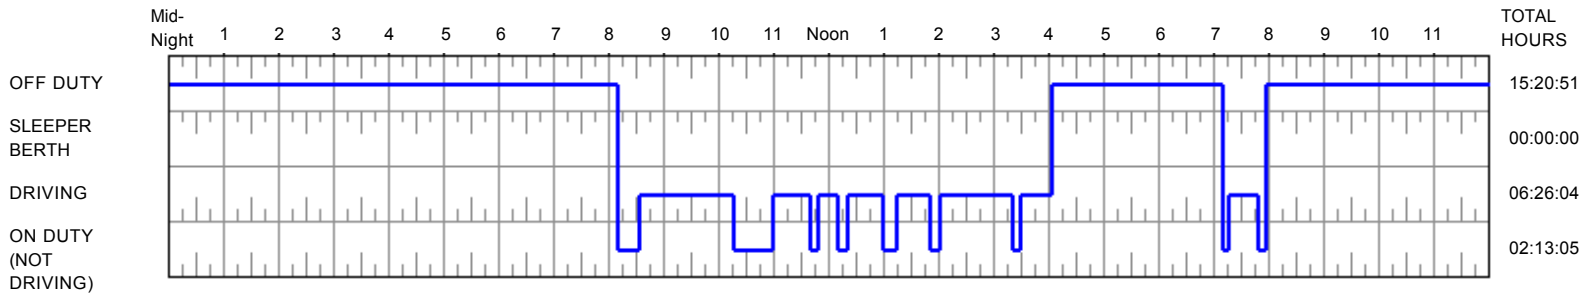 Mid-
Night 1 2 3 4 5 6 7 8 9 10 11 Noon 1 2 3 4 5 6 7 8 9 10 11
TOTAL
HOURS
OFF DUTY 15:20:51
SLEEPER
BERTH
00:00:00
DRIVING 06:26:04
ON DUTY
(NOT
DRIVING)
02:13:05